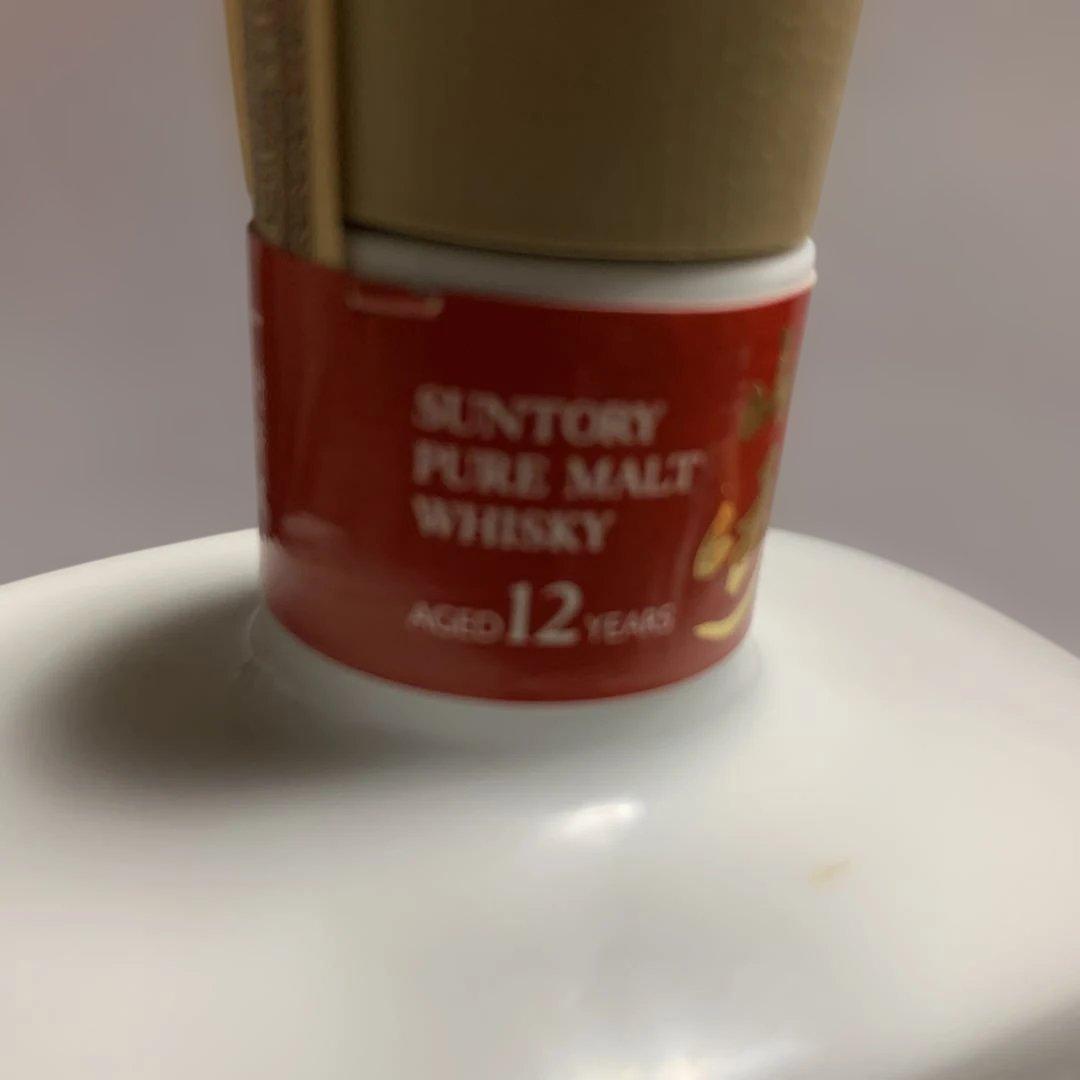 SUNTORY
PURE MALT
WHISKY
AGED 12 YEARS